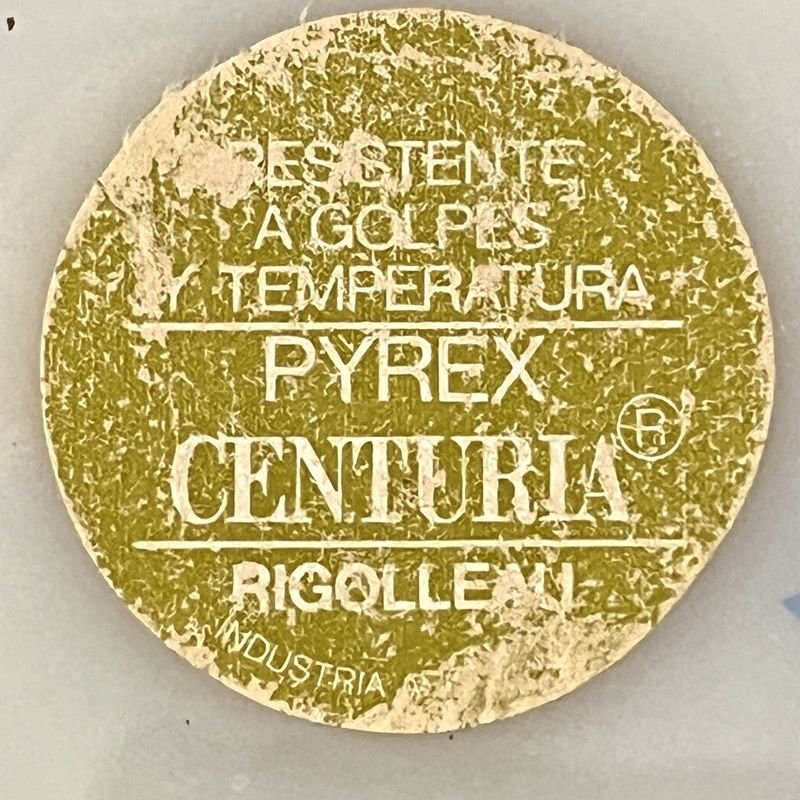 RESISTENTE
A GOLPES
Y TEMPERATURA
PYREX
CENTURIA ®
RIGOLLEAU
INDUSTRIA